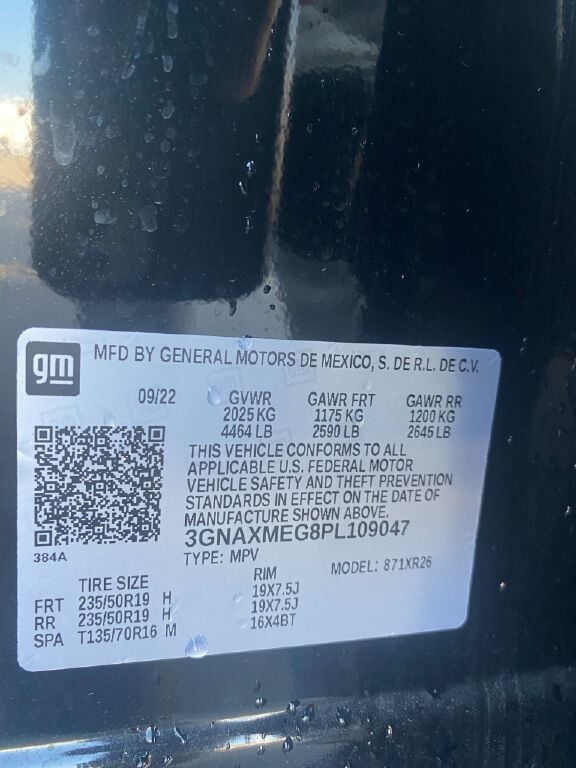 gm
MFD BY GENERAL MOTORS DE MEXICO, S. DE R.L. DE C.V.
09/22 GVWR GAWR FRT GAWR RR
2025 KG 1175 KG 1200 KG
4464 LB 2590 LB 2645 LB
THIS VEHICLE CONFORMS TO ALL
APPLICABLE U.S. FEDERAL MOTOR
VEHICLE SAFETY AND THEFT PREVENTION
STANDARDS IN EFFECT ON THE DATE OF
MANUFACTURE SHOWN ABOVE.
3GNAXMEG8PL109047
384A
TYPE: MPV MODEL: 871XR26
TIRE SIZE RIM
FRT 235/50R19 H 19X7.5J
RR 235/50R19 H 19X7.5J
SPA T135/70R16 M 16X4BT